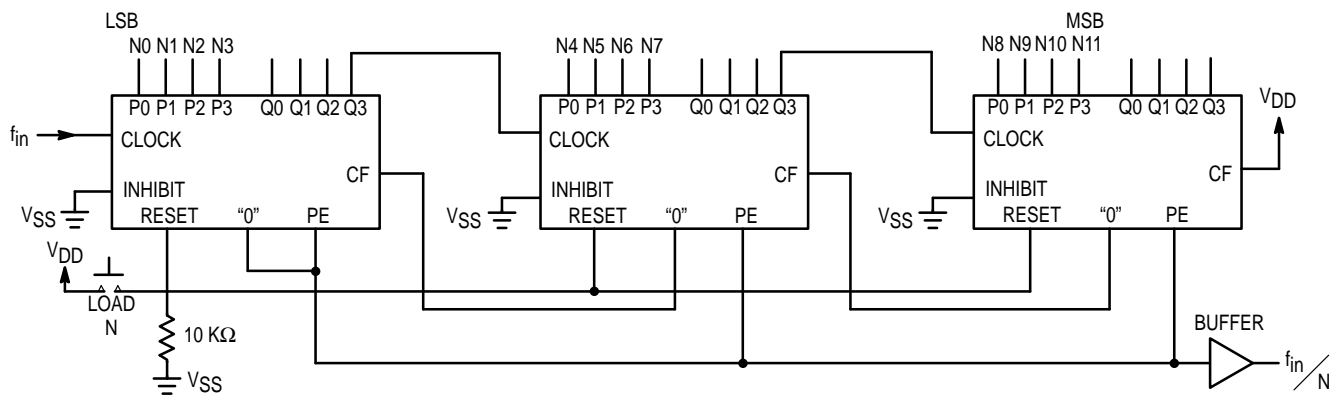 LSB
N0 N1 N2 N3
P0 P1 P2 P3
Q0 Q1 Q2 Q3
fin
CLOCK
CF
INHIBIT
VSS
RESET “0” PE
VDD
LOAD
N
10 KΩ
VSS
N4 N5 N6 N7
P0 P1 P2 P3
Q0 Q1 Q2 Q3
CLOCK
CF
INHIBIT
VSS
RESET “0” PE
MSB
N8 N9 N10 N11
P0 P1 P2 P3
Q0 Q1 Q2 Q3
VDD
CLOCK
CF
INHIBIT
VSS
RESET “0” PE
BUFFER
fin/N